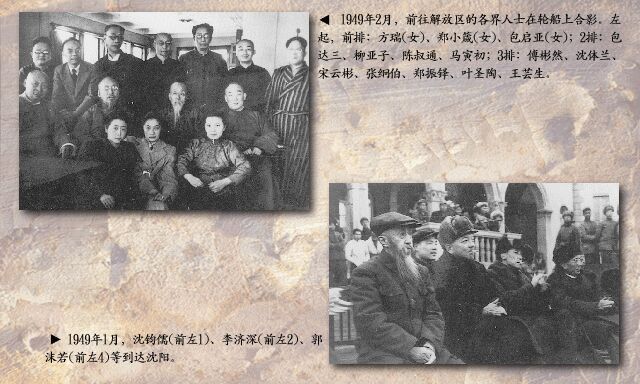 ◀ 1949年2月，前往解放区的各界人士在轮船上合影。左
起，前排：方瑞(女)、郑小箴(女)、包启亚(女)；2排：包
达三、柳亚子、陈叔通、马寅初；3排：傅彬然、沈体兰、
宋云彬、张䌹伯、郑振铎、叶圣陶、王芸生。
▶ 1949年1月，沈钧儒(前左1)、李济深(前左2)、郭
沫若(前左4)等到达沈阳。